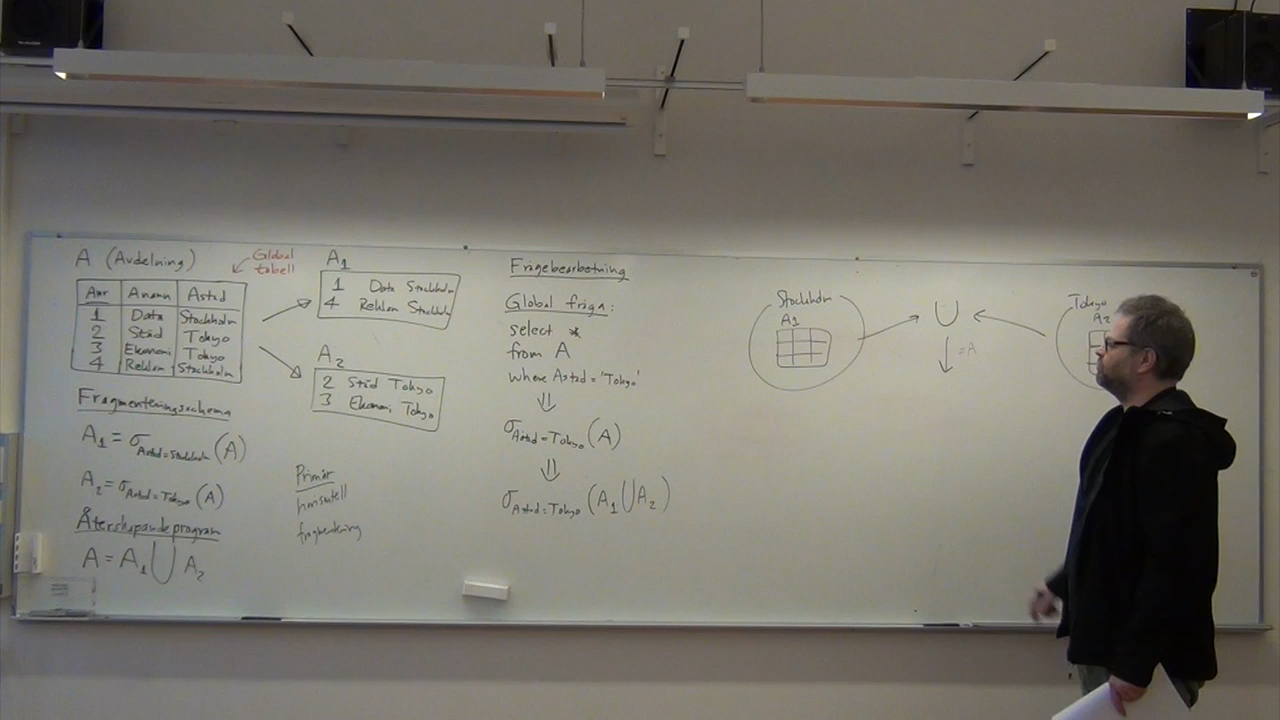 A (Avdelning)
Global
tabell
Anr Anamn Astad
1 Data Stockholm
2 Städ Tokyo
3 Ekonomi Tokyo
4 Reklam Stockholm
A1
1 Data Stockholm
4 Reklam Stockholm
A2
2 Städ Tokyo
3 Ekonomi Tokyo
Fragmenteringsschema
A1 = σAstad=Stockholm (A)
A2 = σAstad=Tokyo (A)
Återskapandeprogram
A = A1 ⋃ A2
Primär
horisontell
fragmentering
Frågebearbetning
Global fråga:
select *
from A
where Astad = 'Tokyo'
⇓
σAstad=Tokyo (A)
⇓
σAstad=Tokyo (A1 ⋃ A2)
Stockholm
A1
∪
= A
Tokyo
A2